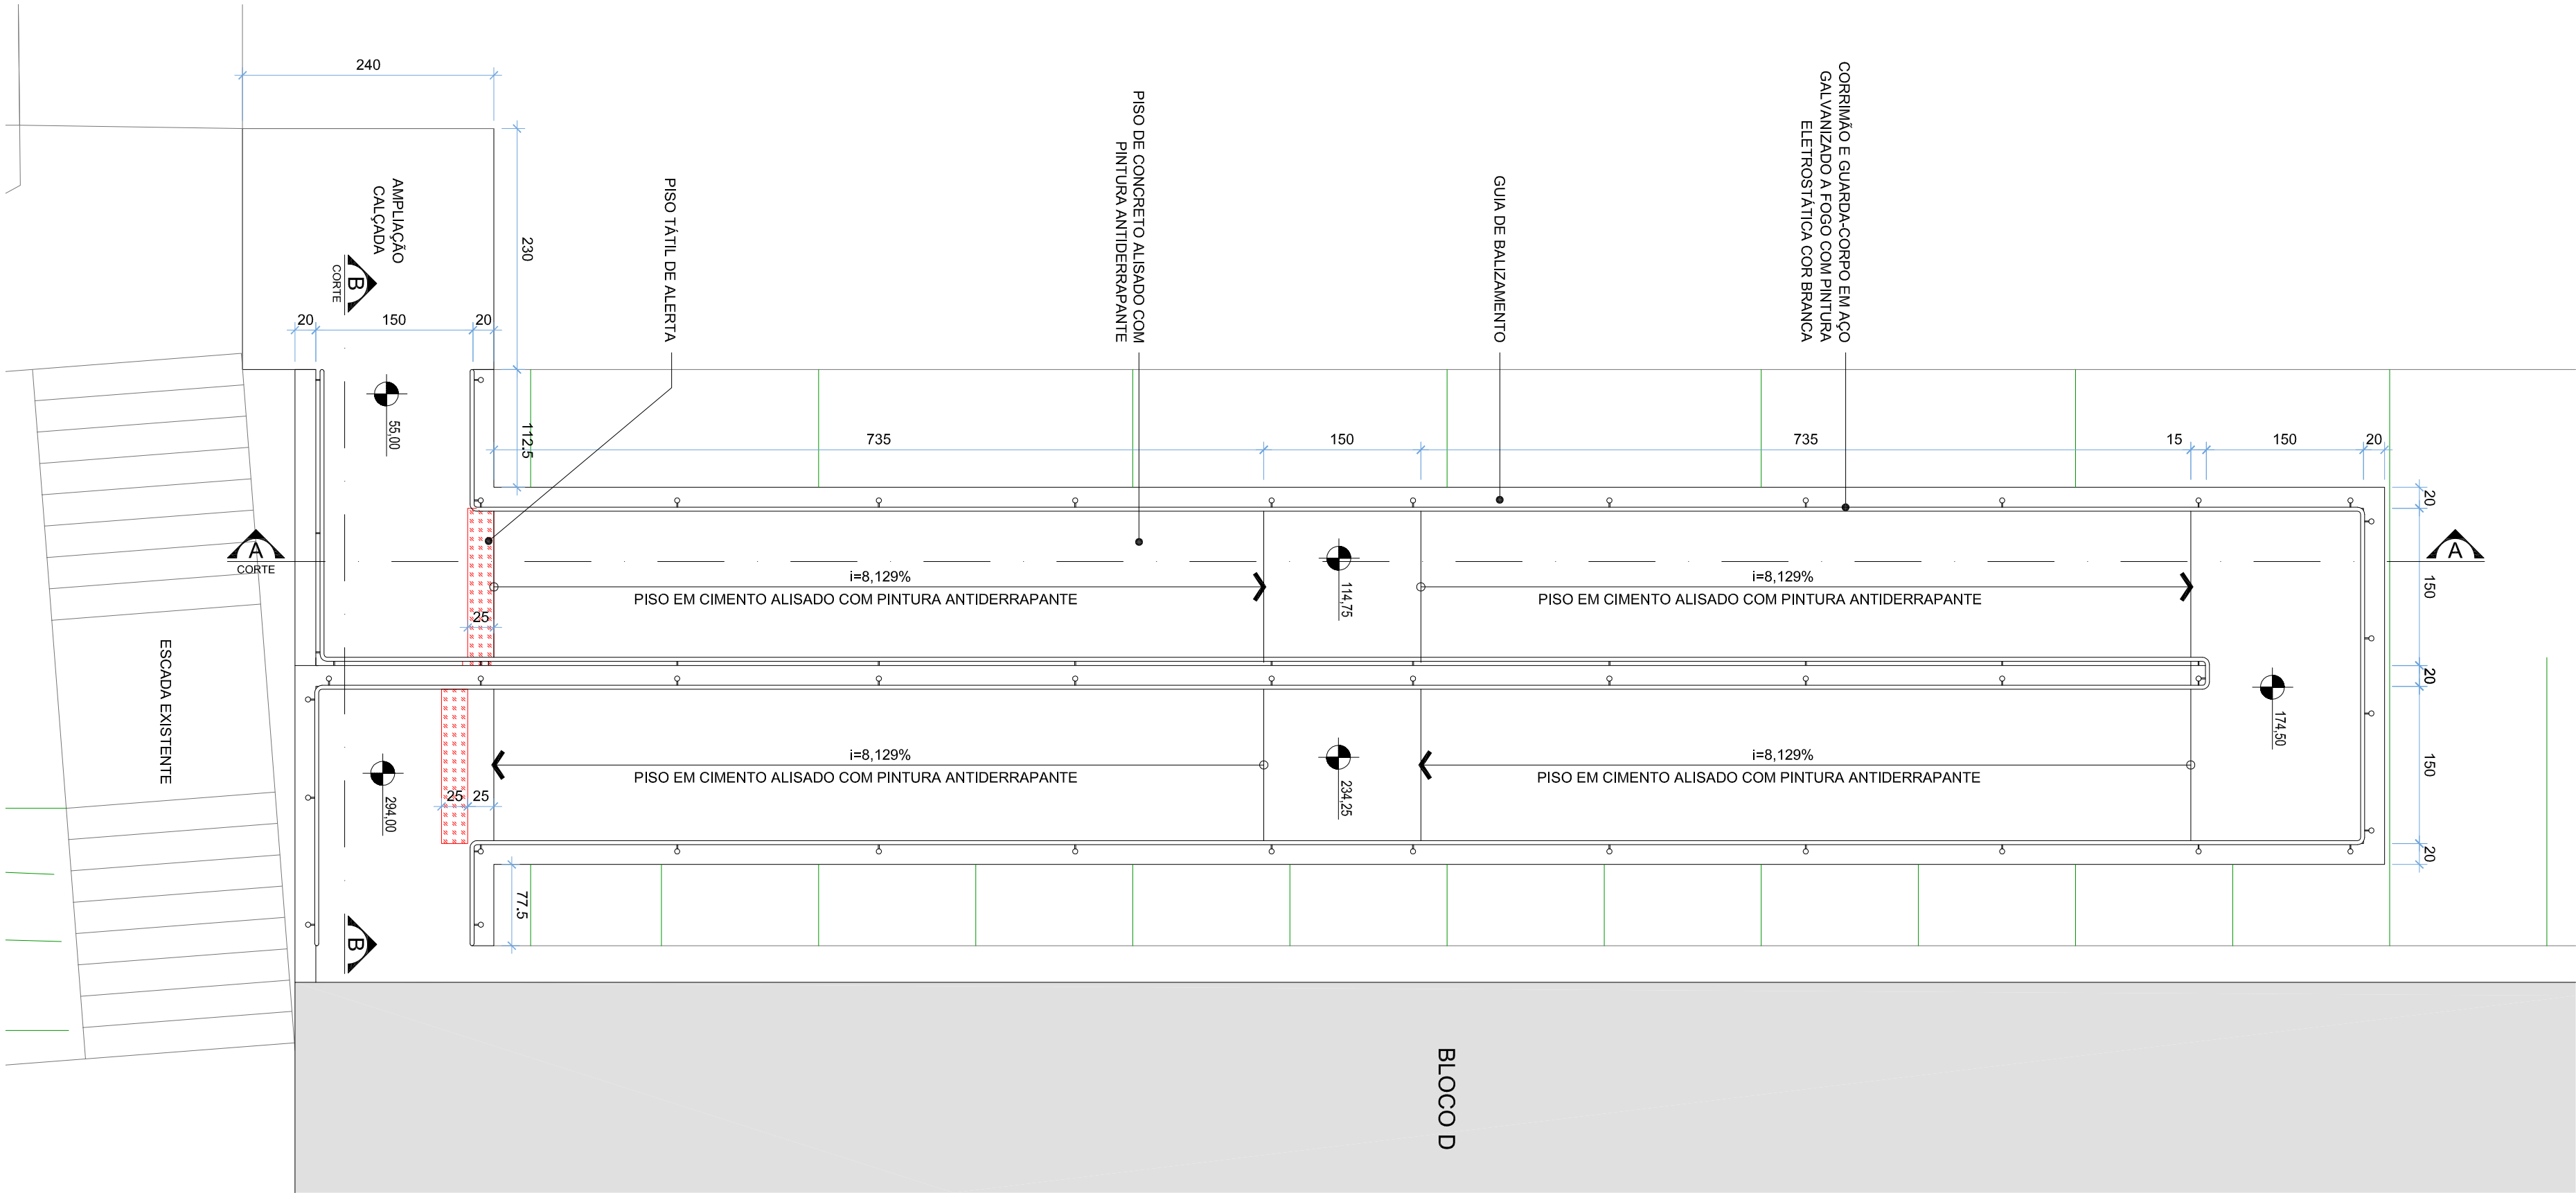 240
CORRIMÃO E GUARDA-CORPO EM AÇO
GALVANIZADO A FOGO COM PINTURA
ELETROSTÁTICA COR BRANCA
PISO DE CONCRETO ALISADO COM
PINTURA ANTIDERRAPANTE
PISO TÁTIL DE ALERTA
GUIA DE BALIZAMENTO
AMPLIAÇÃO
CALÇADA
230
B
CORTE
20
150
20
55,00
112.5
735
150
735
15
150
20
20
A
CORTE
A
i=8,129%
PISO EM CIMENTO ALISADO COM PINTURA ANTIDERRAPANTE
114,75
i=8,129%
PISO EM CIMENTO ALISADO COM PINTURA ANTIDERRAPANTE
150
25
20
174,50
ESCADA EXISTENTE
294,00
25
25
i=8,129%
PISO EM CIMENTO ALISADO COM PINTURA ANTIDERRAPANTE
234,25
i=8,129%
PISO EM CIMENTO ALISADO COM PINTURA ANTIDERRAPANTE
150
20
77.5
B
BLOCO D